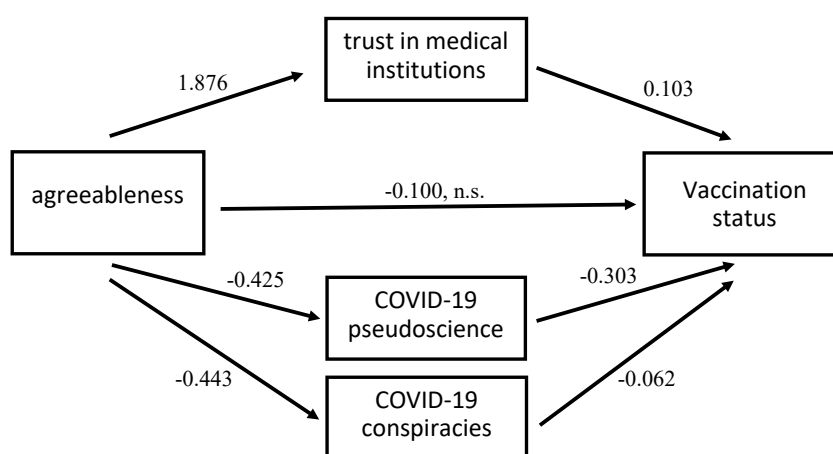 trust in medical
institutions
1.876
0.103
agreeableness
-0.100, n.s.
Vaccination
status
-0.425
COVID-19
pseudoscience
-0.303
-0.443
COVID-19
conspiracies
-0.062